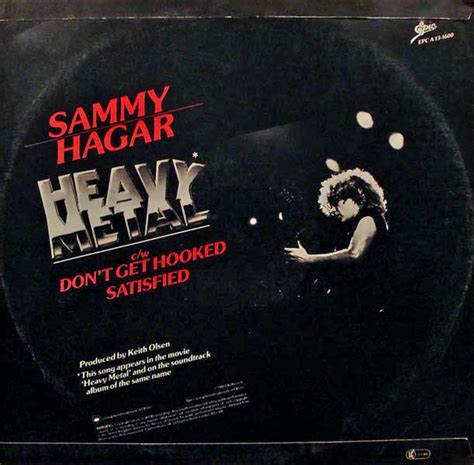 Epic
EPC A 13-1600
SAMMY
HAGAR
HEAVY*
METAL
c/w
DON'T GET HOOKED
SATISFIED
Produced by Keith Olsen
* This song appears in the movie
'Heavy Metal' and on the soundtrack
album of the same name